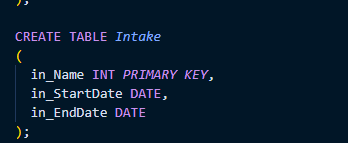 );
CREATE TABLE Intake
(
in_Name INT PRIMARY KEY,
in_StartDate DATE,
in_EndDate DATE
);